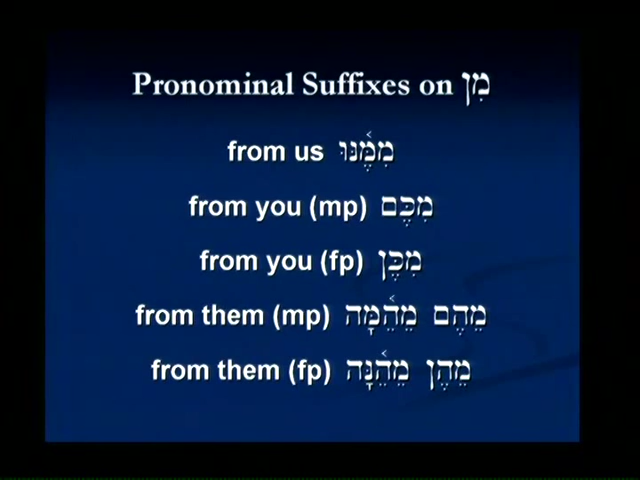 Pronominal Suffixes on מִן
from us מִמֶּ֫נּוּ
from you (mp) מִכֶּם
from you (fp) מִכֶּן
from them (mp) מֵהֶם מֵהֵ֫מָּה
from them (fp) מֵהֶן מֵהֵ֫נָּה